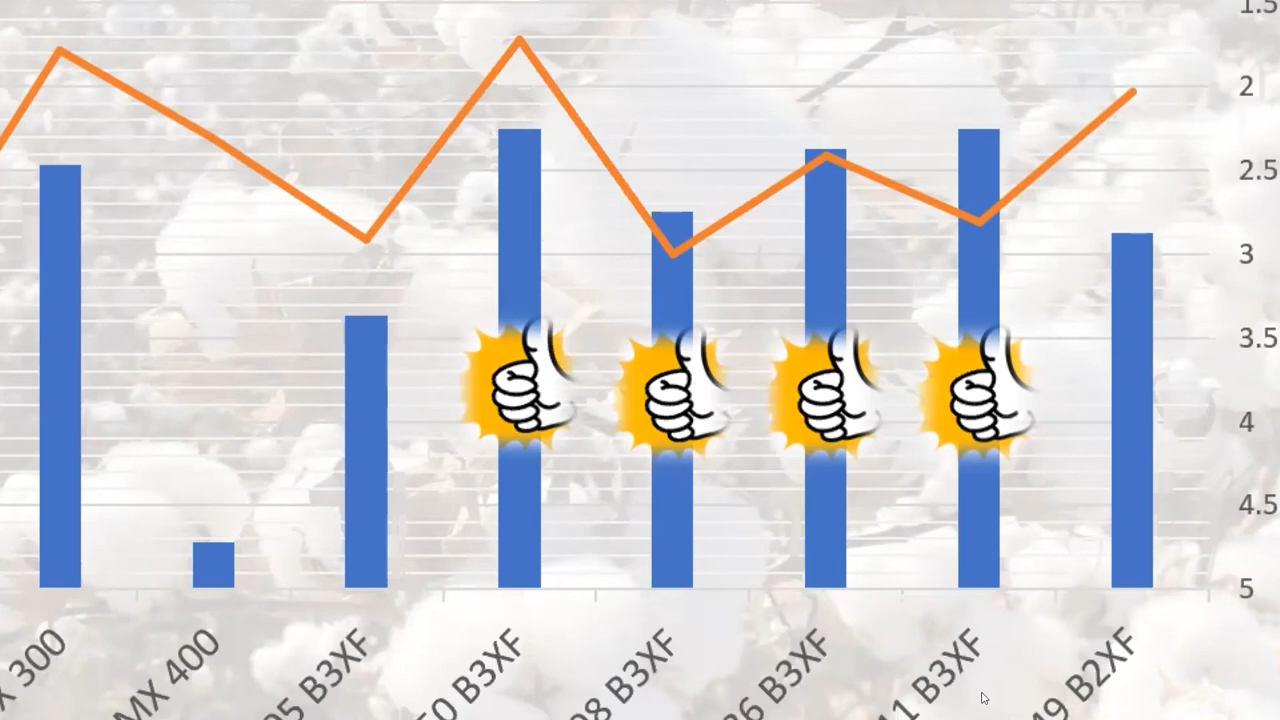 1.5
2
2.5
3
3.5
4
4.5
5
X 300
MX 400
05 B3XF
50 B3XF
98 B3XF
36 B3XF
11 B3XF
49 B2XF